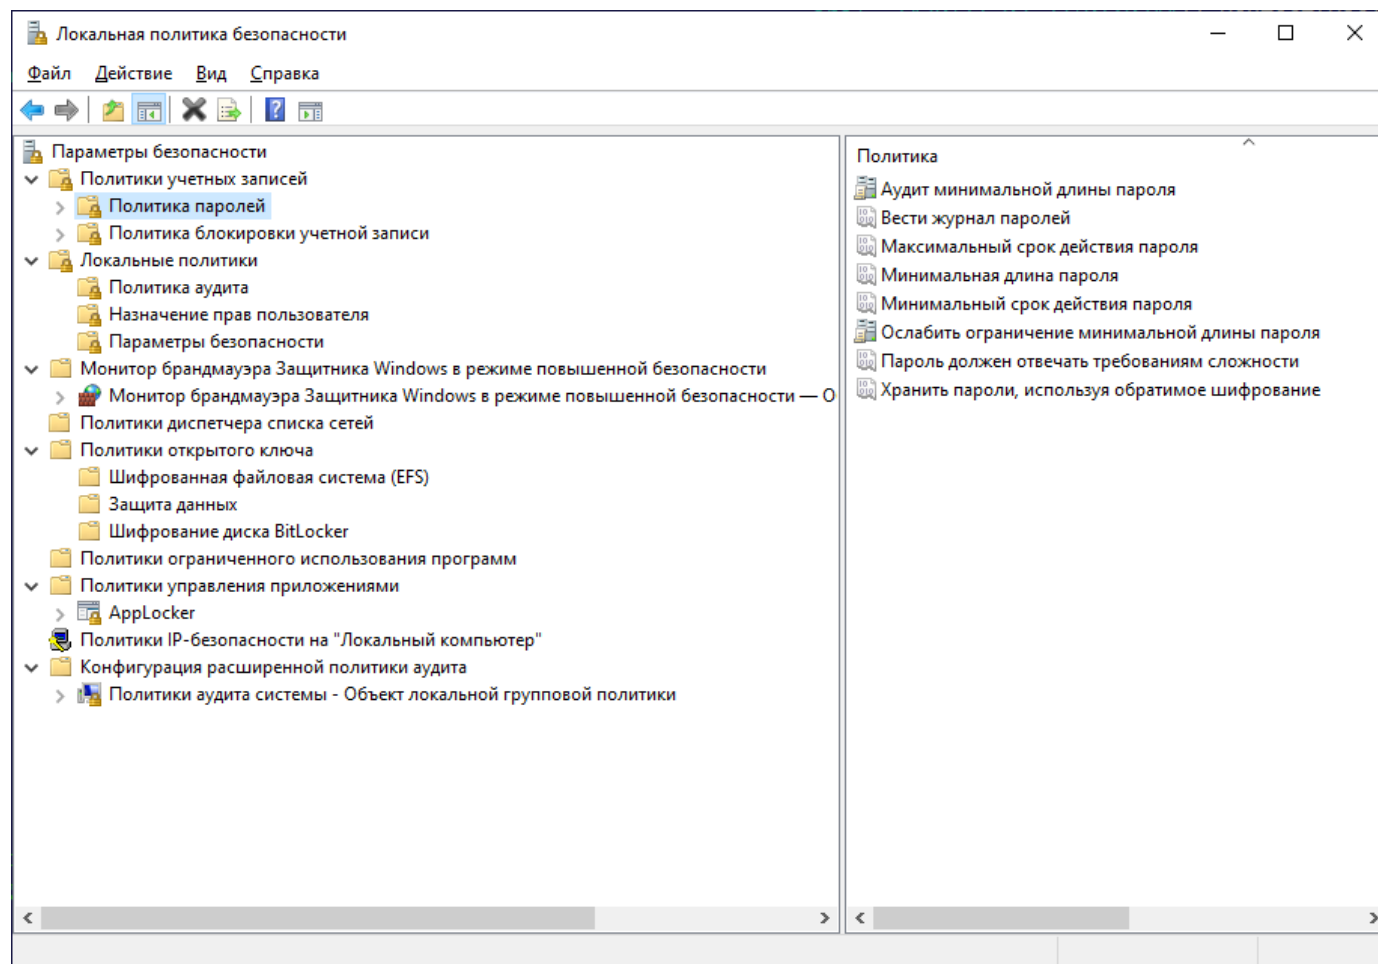 Локальная политика безопасности
Файл Действие Вид Справка
Параметры безопасности
Политики учетных записей
Политика паролей
Политика блокировки учетной записи
Локальные политики
Политика аудита
Назначение прав пользователя
Параметры безопасности
Монитор брандмауэра Защитника Windows в режиме повышенной безопасности
Монитор брандмауэра Защитника Windows в режиме повышенной безопасности — О
Политики диспетчера списка сетей
Политики открытого ключа
Шифрованная файловая система (EFS)
Защита данных
Шифрование диска BitLocker
Политики ограниченного использования программ
Политики управления приложениями
AppLocker
Политики IP-безопасности на "Локальный компьютер"
Конфигурация расширенной политики аудита
Политики аудита системы - Объект локальной групповой политики
Политика
Аудит минимальной длины пароля
Вести журнал паролей
Максимальный срок действия пароля
Минимальная длина пароля
Минимальный срок действия пароля
Ослабить ограничение минимальной длины пароля
Пароль должен отвечать требованиям сложности
Хранить пароли, используя обратимое шифрование